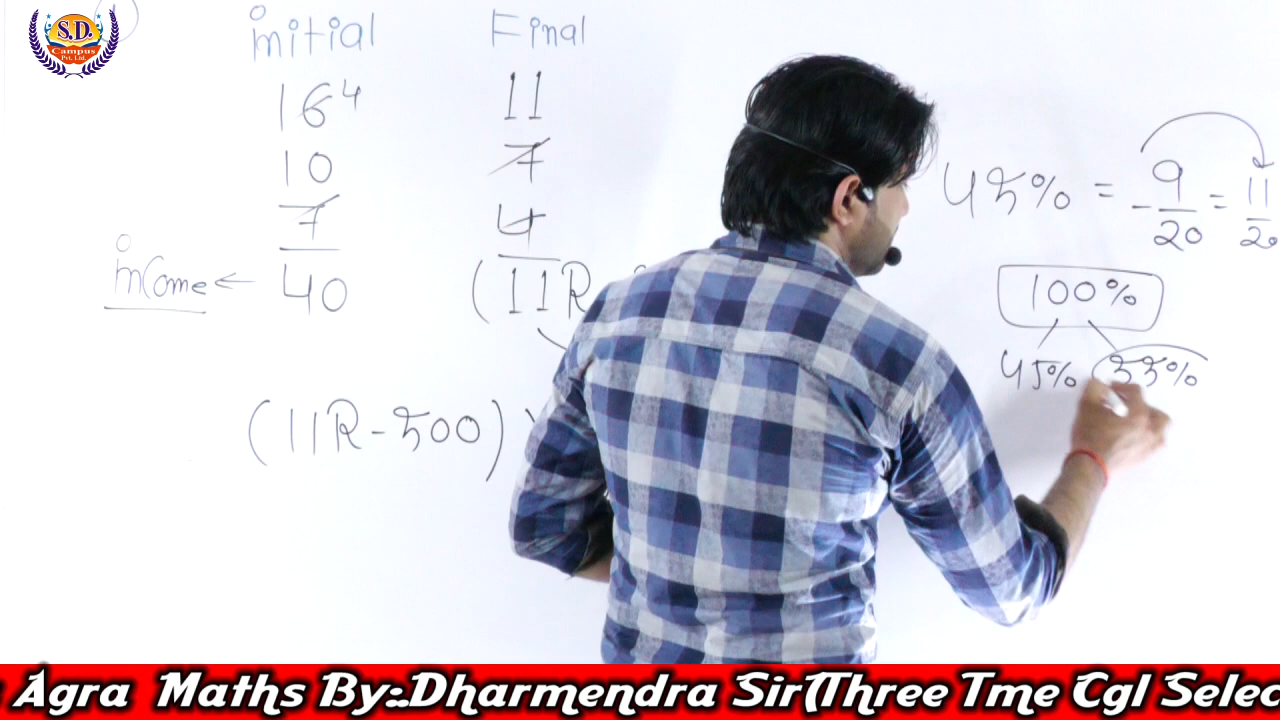 S.D.
Campus
Pvt. Ltd.
initial Final
16 4 11
10 7
7 4
income ← 40 (11R
(11R-500)
45% = -9/20 = 11/20
100%
45% 55%
Agra Maths By:.Dharmendra Sir(Three Tme Cgl Selec